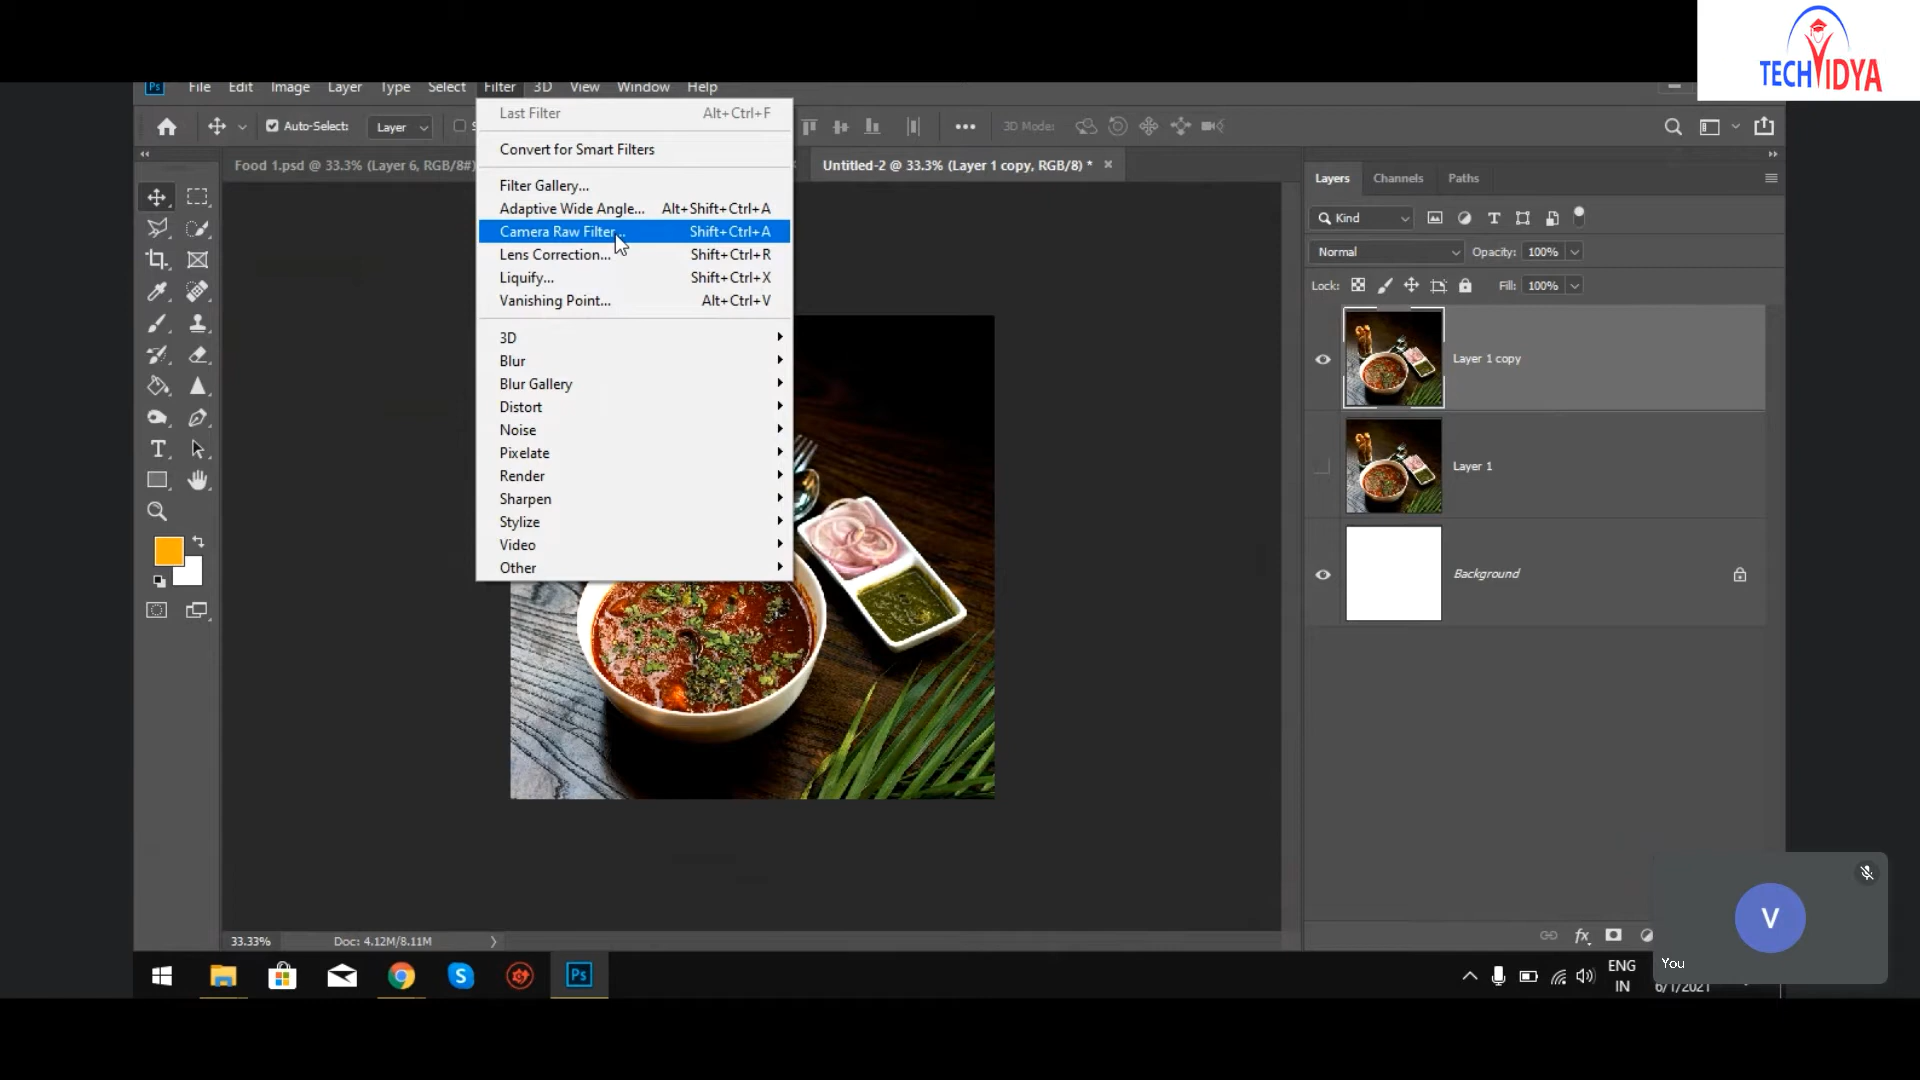 TECHVIDYA
Ps File Edit Image Layer Type Select Filter 3D View Window Help
Auto-Select: Layer 3D Mode:
Food 1.psd @ 33.3% (Layer 6, RGB/8#) Untitled-2 @ 33.3% (Layer 1 copy, RGB/8) *
Last Filter Alt+Ctrl+F
Convert for Smart Filters
Filter Gallery...
Adaptive Wide Angle... Alt+Shift+Ctrl+A
Camera Raw Filter... Shift+Ctrl+A
Lens Correction... Shift+Ctrl+R
Liquify... Shift+Ctrl+X
Vanishing Point... Alt+Ctrl+V
3D
Blur
Blur Gallery
Distort
Noise
Pixelate
Render
Sharpen
Stylize
Video
Other
Layers Channels Paths
Kind
Normal Opacity: 100%
Lock: Fill: 100%
Layer 1 copy
Layer 1
Background
fx
33.33% Doc: 4.12M/8.11M
V
You
Ps
ENG
IN
6/1/2021